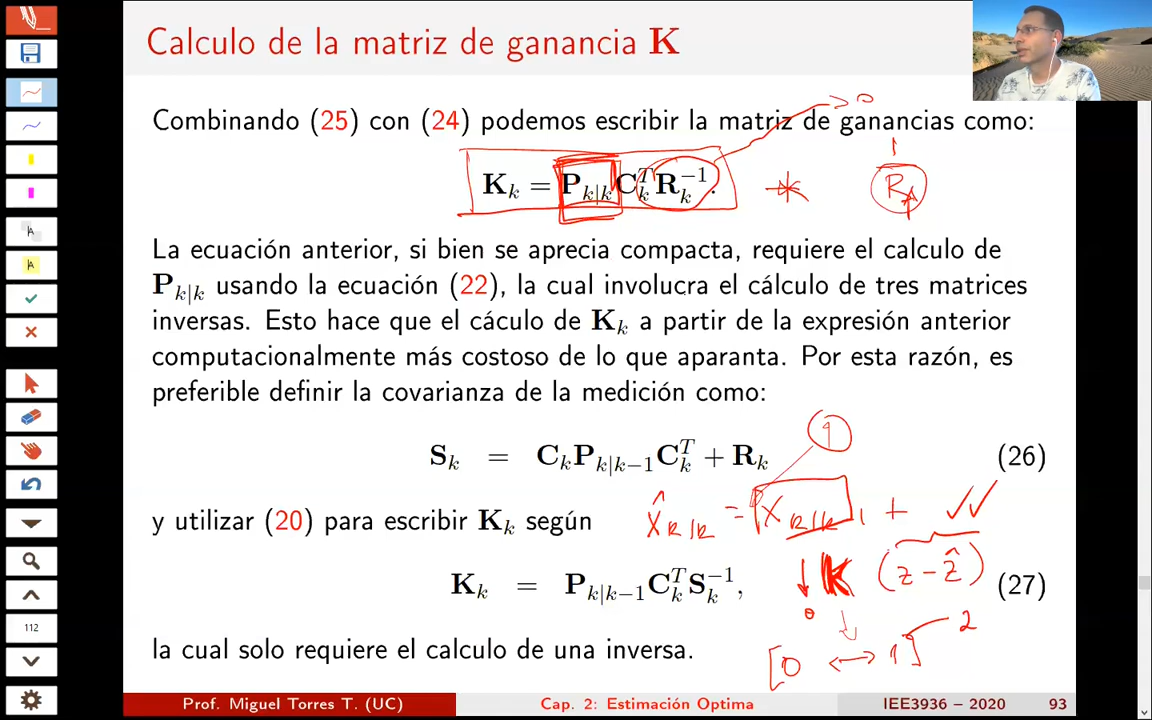 Calculo de la matriz de ganancia K
Combinando (25) con (24) podemos escribir la matriz de ganancias como:
K_k = P_{k|k} C_k^T R_k^{-1}.
→ 0
La ecuación anterior, si bien se aprecia compacta, requiere el calculo de
P_{k|k} usando la ecuación (22), la cual involucra el cálculo de tres matrices
inversas. Esto hace que el cáculo de K_k a partir de la expresión anterior
computacionalmente más costoso de lo que aparanta. Por esta razón, es
preferible definir la covarianza de la medición como:
S_k = C_k P_{k|k-1} C_k^T + R_k (26)
y utilizar (20) para escribir K_k según
K_k = P_{k|k-1} C_k^T S_k^{-1}, (27)
K (z - ẑ)
[0 ↔ 1] 2
la cual solo requiere el calculo de una inversa.
112
Prof. Miguel Torres T. (UC) Cap. 2: Estimación Optima IEE3936 – 2020 93